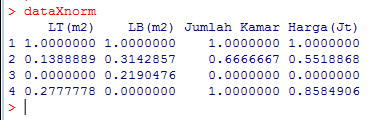 > dataXnorm
LT(m2) LB(m2) Jumlah Kamar Harga(Jt)
1 1.0000000 1.0000000 1.0000000 1.0000000
2 0.1388889 0.3142857 0.6666667 0.5518868
3 0.0000000 0.2190476 0.0000000 0.0000000
4 0.2777778 0.0000000 1.0000000 0.8584906
>